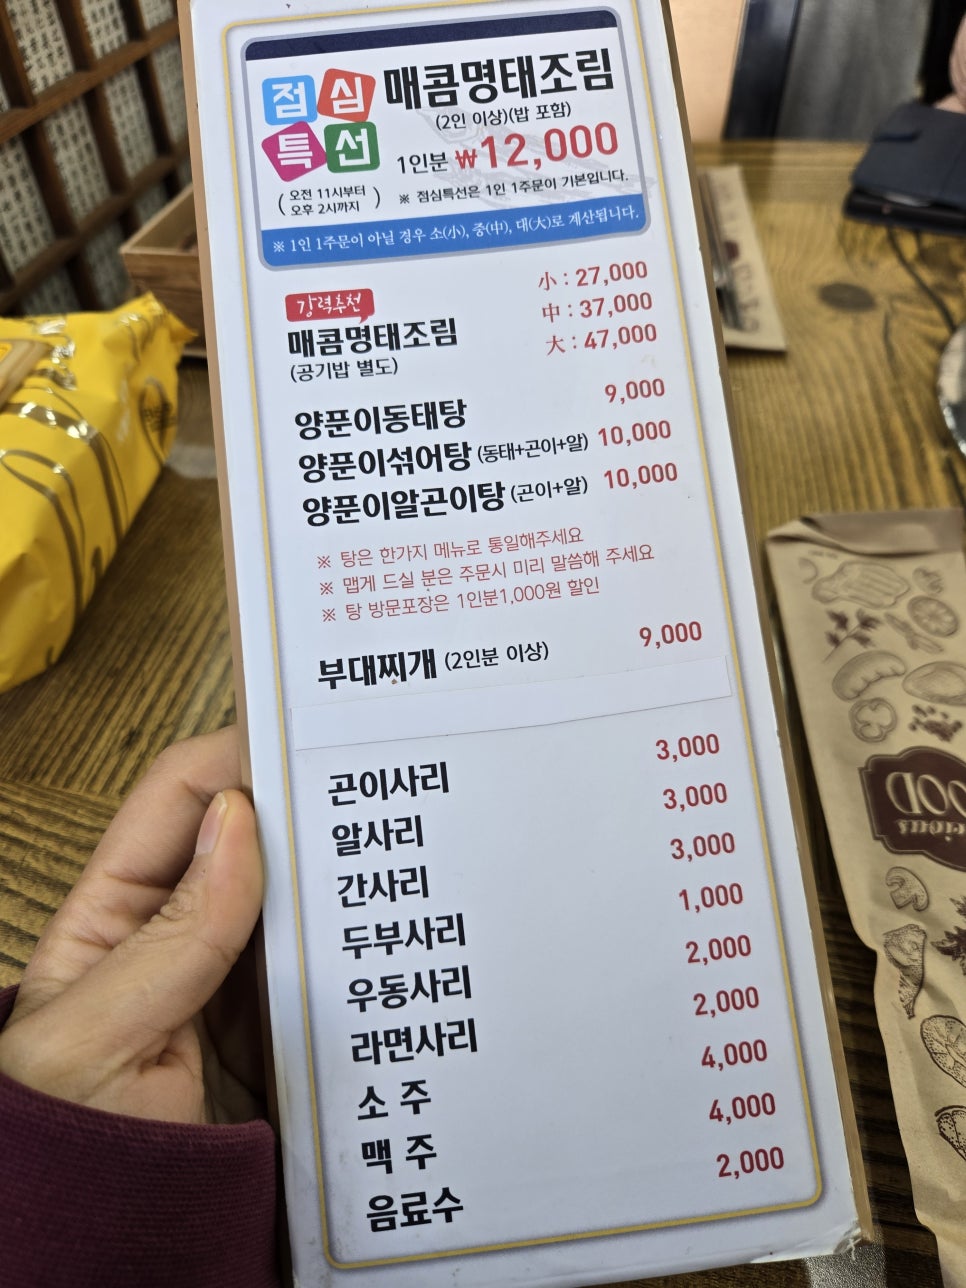 점심
특선
(오전 11시부터
오후 2시까지)
매콤명태조림
(2인 이상)(밥 포함)
1인분 ₩12,000
※ 점심특선은 1인 1주문이 기본입니다.
※ 1인 1주문이 아닐 경우 소(小), 중(中), 대(大)로 계산됩니다.
강력추천
매콤명태조림
(공기밥 별도)
小 : 27,000
中 : 37,000
大 : 47,000
양푼이동태탕 9,000
양푼이섞어탕 (동태+곤이+알) 10,000
양푼이알곤이탕 (곤이+알) 10,000
※ 탕은 한가지 메뉴로 통일해주세요
※ 맵게 드실 분은 주문시 미리 말씀해 주세요
※ 탕 방문포장은 1인분1,000원 할인
부대찌개 (2인분 이상) 9,000
곤이사리 3,000
알사리 3,000
간사리 3,000
두부사리 1,000
우동사리 2,000
라면사리 2,000
소 주 4,000
맥 주 4,000
음료수 2,000